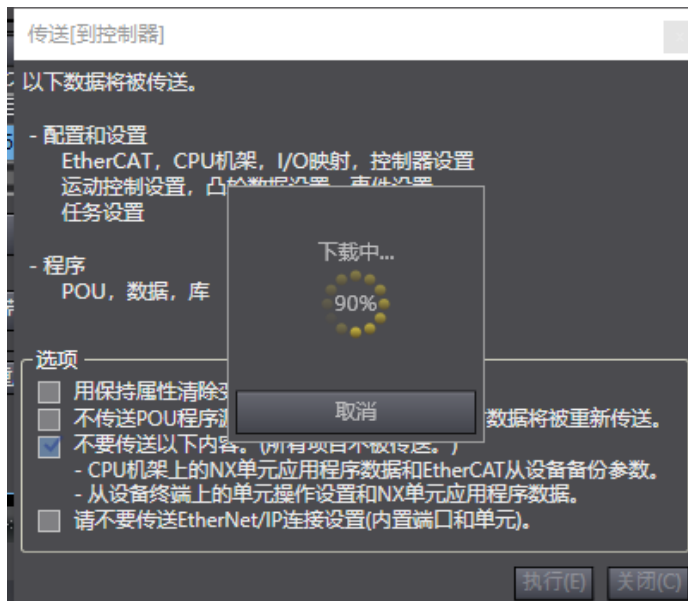 传送[到控制器]
以下数据将被传送。
- 配置和设置
EtherCAT，CPU机架，I/O映射，控制器设置
运动控制设置，凸轮数据设置，事件设置
任务设置
- 程序
POU，数据，库
下载中...
90%
取消
选项
用保持属性清除
不传送POU程序 数据将被重新传送。
不要传送以下内容。(所有项目不被传送。)
- CPU机架上的NX单元应用程序数据和EtherCAT从设备备份参数。
- 从设备终端上的单元操作设置和NX单元应用程序数据。
请不要传送EtherNet/IP连接设置(内置端口和单元)。
执行(E)
关闭(C)